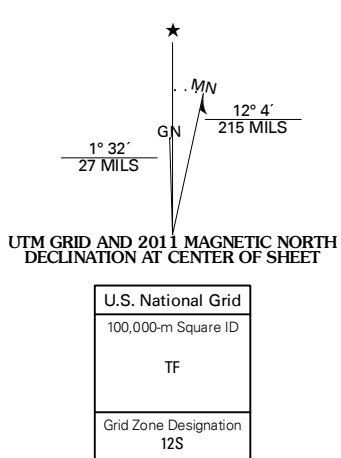 ★
MN
GN
12° 4´
215 MILS
1° 32´
27 MILS
UTM GRID AND 2011 MAGNETIC NORTH
DECLINATION AT CENTER OF SHEET
U.S. National Grid
100,000-m Square ID
TF
Grid Zone Designation
12S